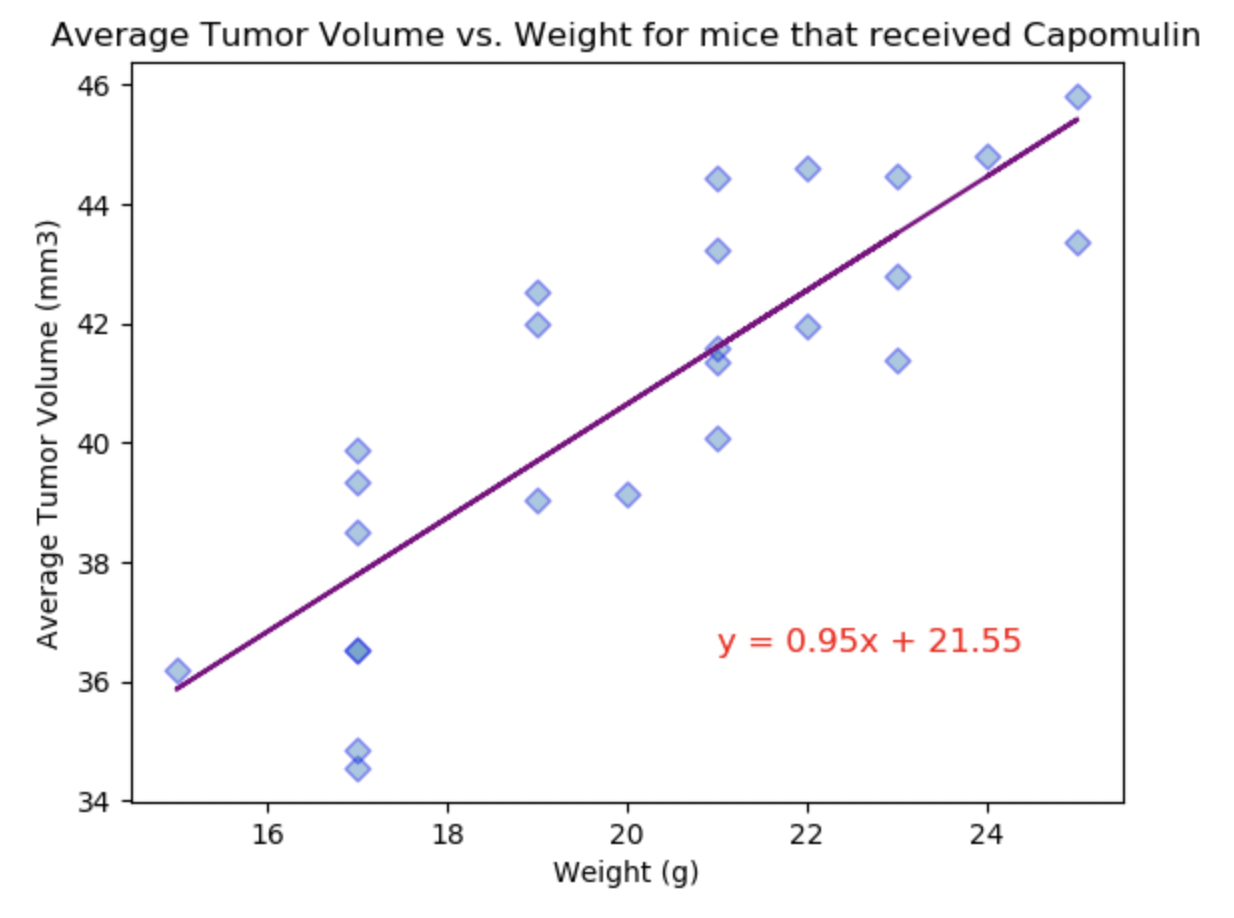 Average Tumor Volume vs. Weight for mice that received Capomulin
46
44
42
40
38
36
34
Average Tumor Volume (mm3)
y = 0.95x + 21.55
16 18 20 22 24
Weight (g)